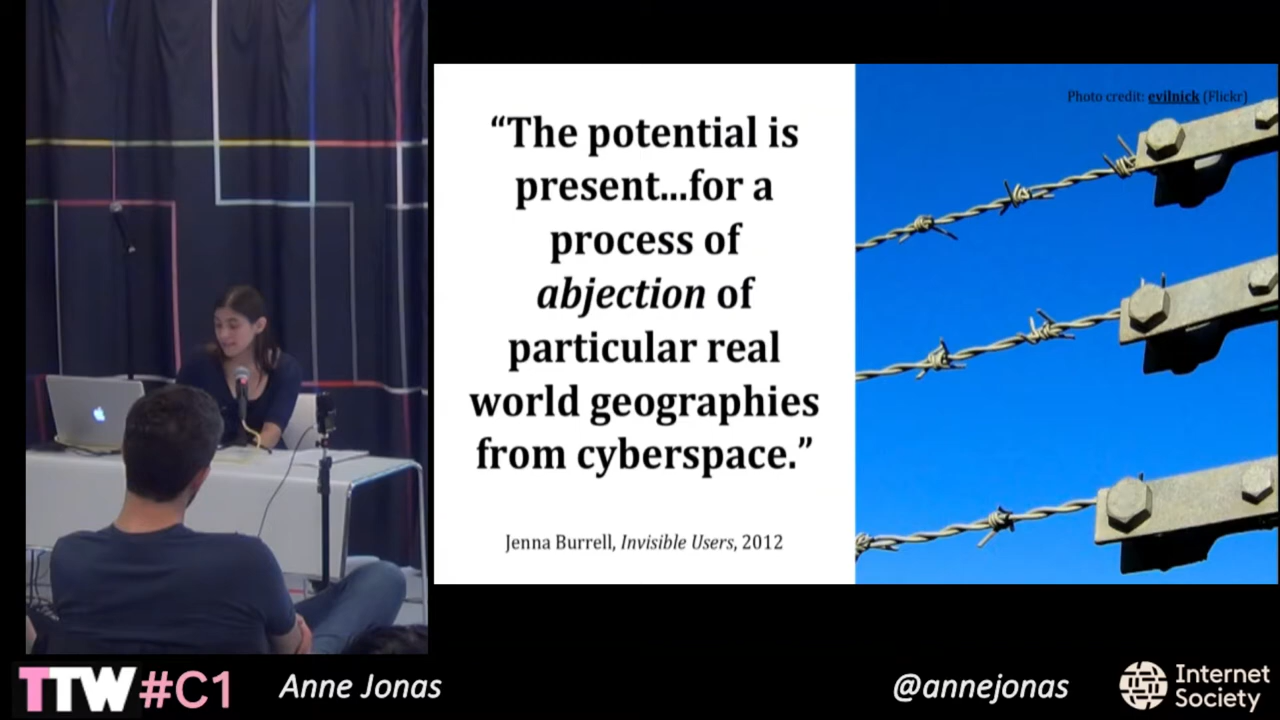 Photo credit: evilnick (Flickr)
“The potential is
present...for a
process of
abjection of
particular real
world geographies
from cyberspace.”
Jenna Burrell, Invisible Users, 2012
TTW#C1
Anne Jonas
@annejonas
Internet
Society